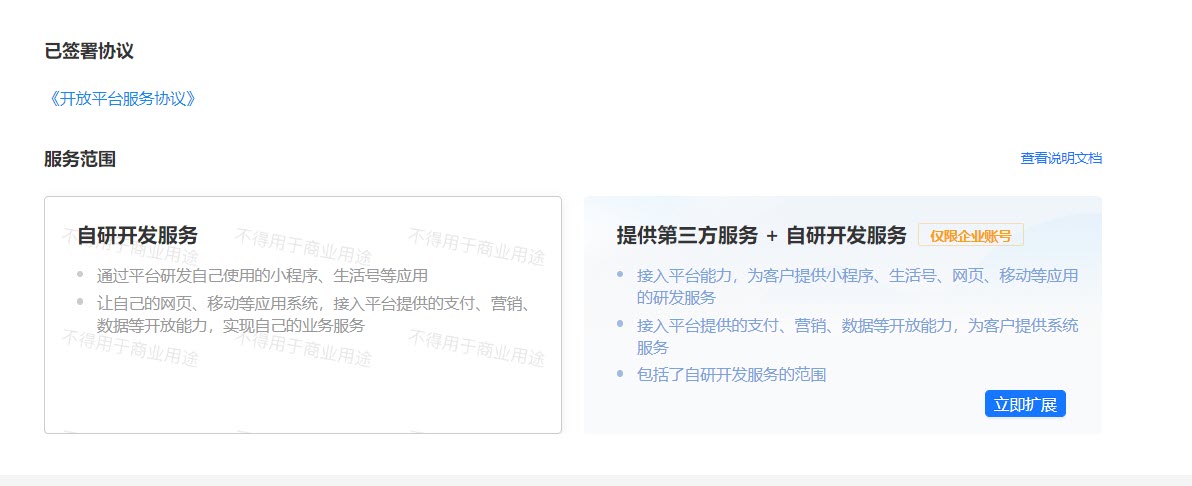 已签署协议
《开放平台服务协议》
服务范围
查看说明文档
自研开发服务
通过平台研发自己使用的小程序、生活号等应用
让自己的网页、移动等应用系统，接入平台提供的支付、营销、
数据等开放能力，实现自己的业务服务
不得用于商业用途 不得用于商业用途 不得用于商业用途
不得用于商业用途 不得用于商业用途 不得用于商业用途
提供第三方服务 + 自研开发服务 仅限企业账号
接入平台能力，为客户提供小程序、生活号、网页、移动等应用
的研发服务
接入平台提供的支付、营销、数据等开放能力，为客户提供系统
服务
包括了自研开发服务的范围
立即扩展